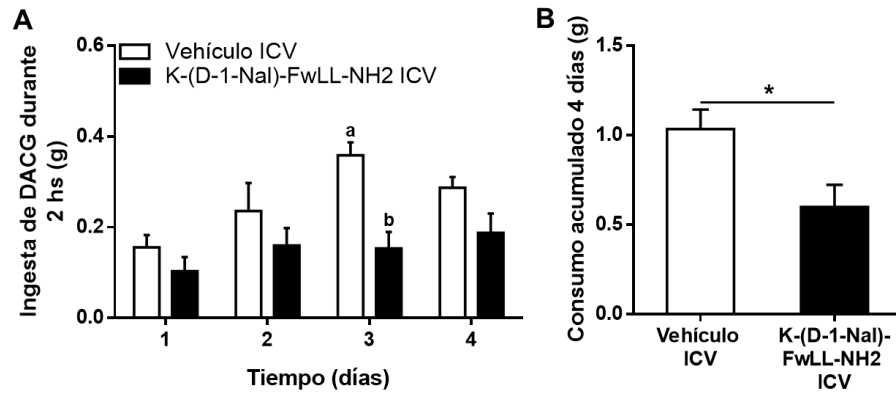 A
Ingesta de DACG durante
2 hs (g)
0.6
0.4
0.2
0.0
Vehículo ICV
K-(D-1-Nal)-FwLL-NH2 ICV
a
b
1 2 3 4
Tiempo (días)
B
Consumo acumulado 4 días (g)
1.5
1.0
0.5
0.0
*
Vehículo
ICV
K-(D-1-Nal)-
FwLL-NH2
ICV